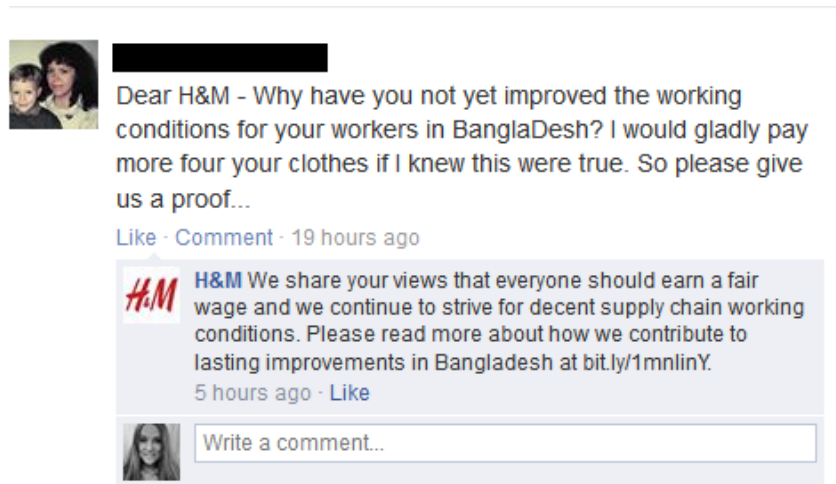 Dear H&M - Why have you not yet improved the working
conditions for your workers in BanglaDesh? I would gladly pay
more four your clothes if I knew this were true. So please give
us a proof...
Like · Comment · 19 hours ago
H&M
H&M We share your views that everyone should earn a fair
wage and we continue to strive for decent supply chain working
conditions. Please read more about how we contribute to
lasting improvements in Bangladesh at bit.ly/1mnlinY.
5 hours ago · Like
Write a comment...